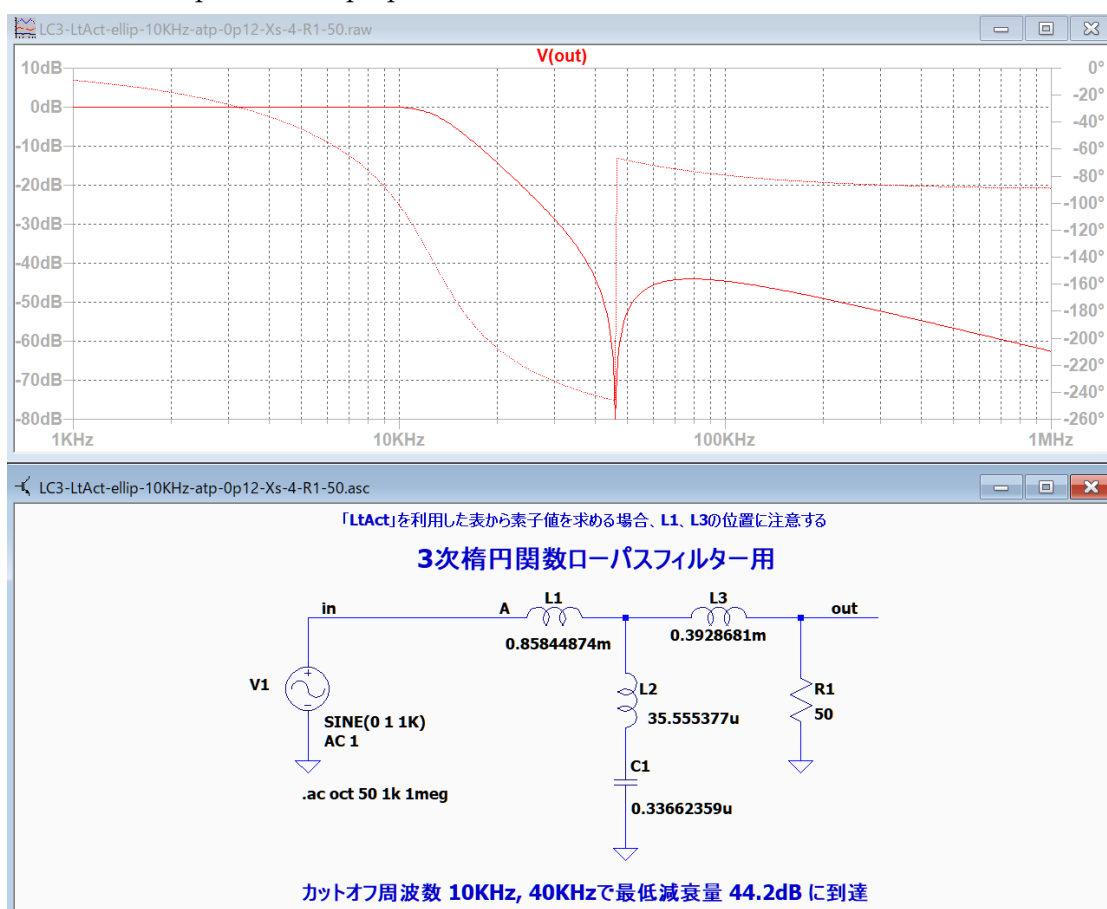 LC3-LtAct-ellip-10KHz-atp-0p12-Xs-4-R1-50.raw
V(out)
10dB
0dB
-10dB
-20dB
-30dB
-40dB
-50dB
-60dB
-70dB
-80dB
0°
-20°
-40°
-60°
-80°
-100°
-120°
-140°
-160°
-180°
-200°
-220°
-240°
-260°
1KHz 10KHz 100KHz 1MHz
LC3-LtAct-ellip-10KHz-atp-0p12-Xs-4-R1-50.asc
「LtAct」を利用した表から素子値を求める場合、L1、L3の位置に注意する
3次楕円関数ローパスフィルター用
in A L1 L3 out
0.85844874m 0.3928681m
V1 L2 R1
SINE(0 1 1K) 35.555377u 50
AC 1
C1
.ac oct 50 1k 1meg 0.33662359u
カットオフ周波数 10KHz, 40KHzで最低減衰量 44.2dB に到達